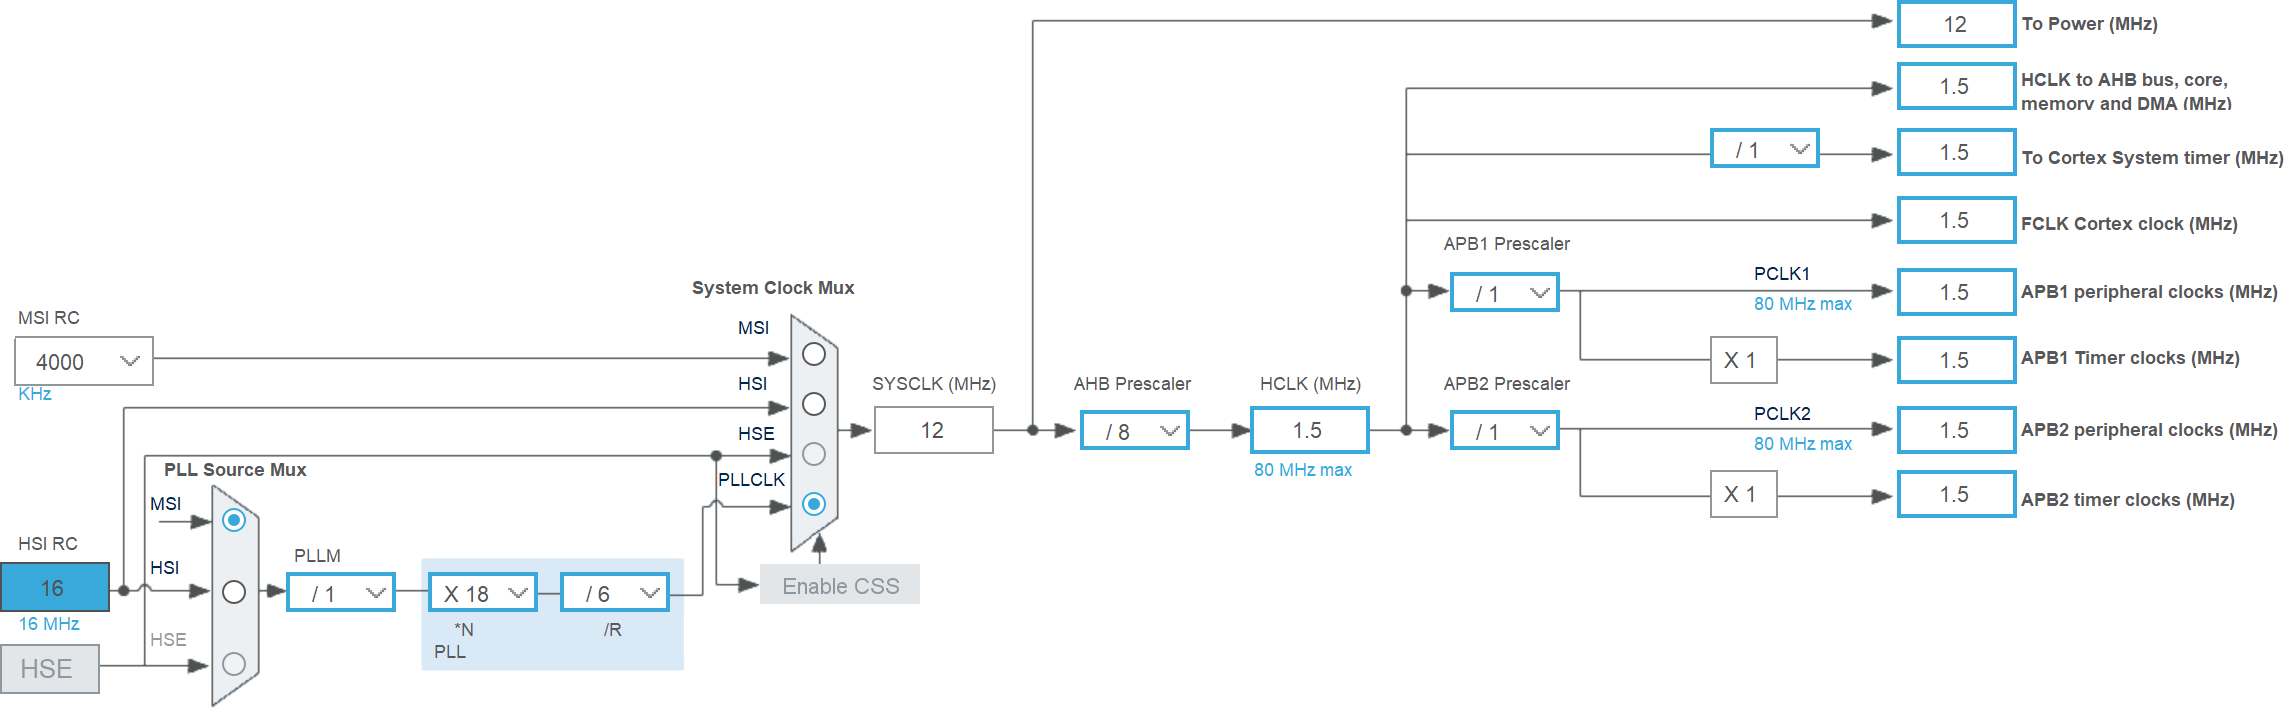 12
To Power (MHz)
1.5
HCLK to AHB bus, core,
memory and DMA (MHz)
/ 1
1.5
To Cortex System timer (MHz)
1.5
FCLK Cortex clock (MHz)
APB1 Prescaler
/ 1
PCLK1
80 MHz max
1.5
APB1 peripheral clocks (MHz)
X 1
1.5
APB1 Timer clocks (MHz)
System Clock Mux
MSI RC
4000
KHz
MSI
HSI
HSE
PLLCLK
SYSCLK (MHz)
12
AHB Prescaler
/ 8
HCLK (MHz)
1.5
80 MHz max
APB2 Prescaler
/ 1
PCLK2
80 MHz max
1.5
APB2 peripheral clocks (MHz)
X 1
1.5
APB2 timer clocks (MHz)
PLL Source Mux
MSI
HSI RC
16
16 MHz
HSI
HSE
HSE
PLLM
/ 1
X 18
*N
/ 6
/R
PLL
Enable CSS